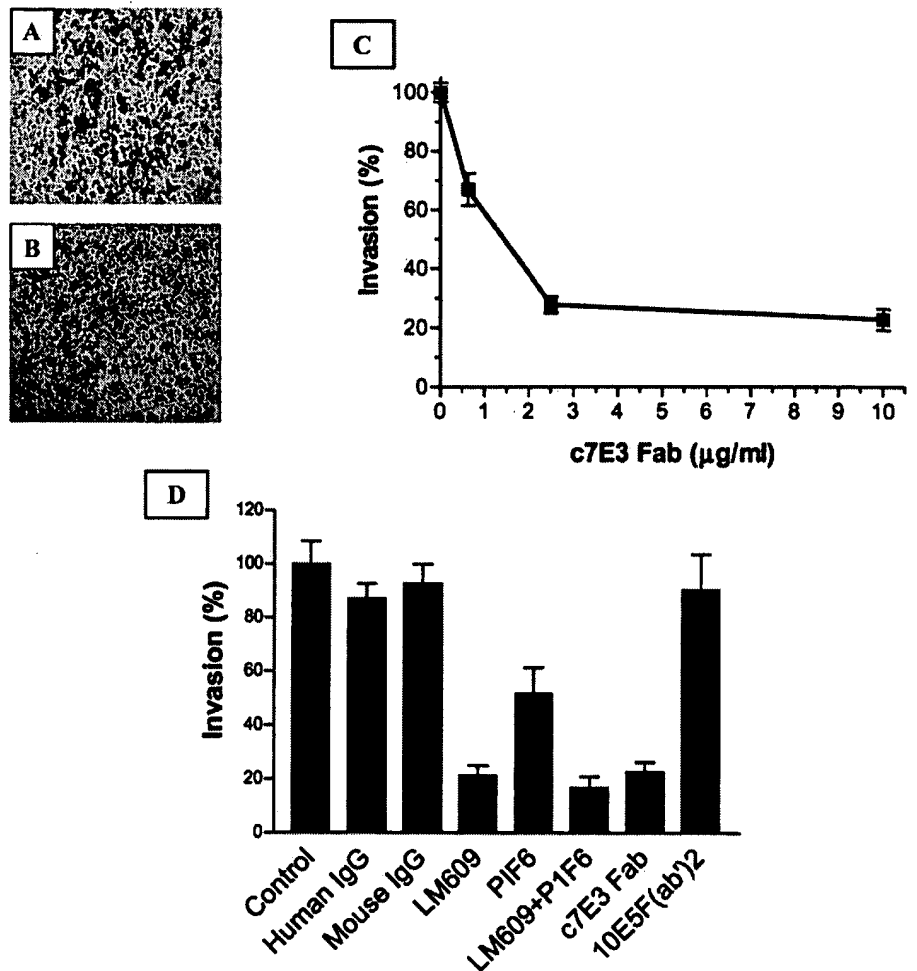 A
B
C
Invasion (%)
100
80
60
40
20
0
0 1 2 3 4 5 6 7 8 9 10
c7E3 Fab (μg/ml)
D
Invasion (%)
120
100
80
60
40
20
0
Control
Human IgG
Mouse IgG
LM609
PIF6
LM609+P1F6
c7E3 Fab
10E5F(ab')2